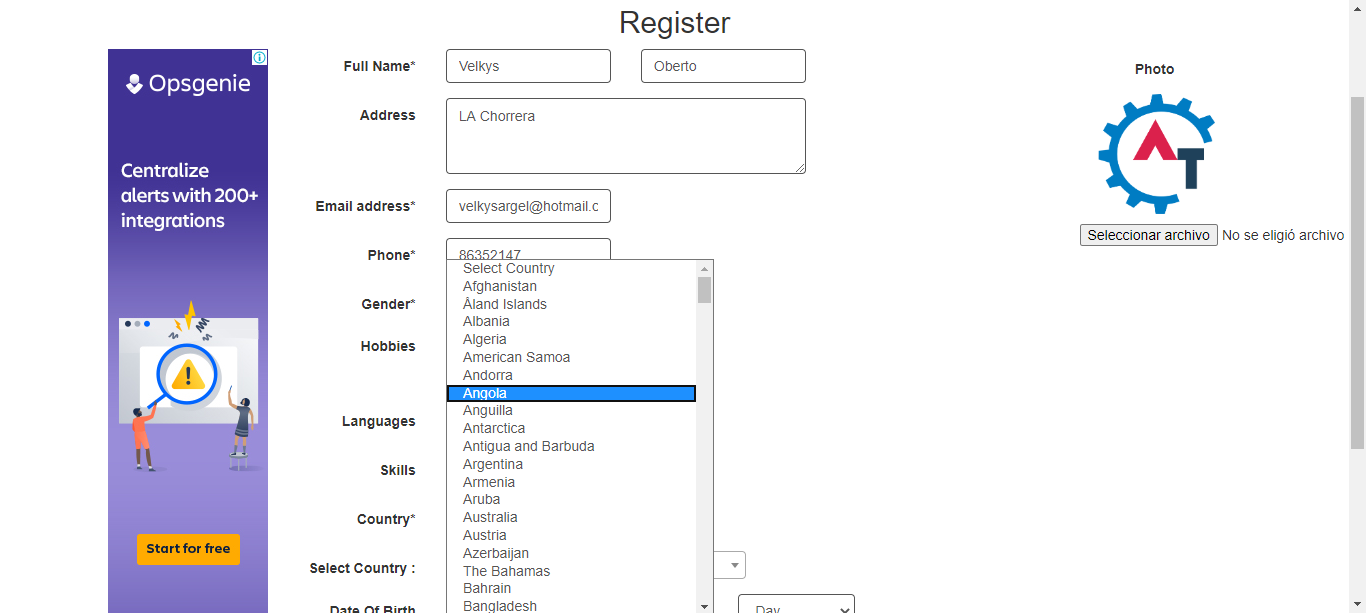 Register
Opsgenie
Centralize
alerts with 200+
integrations
Start for free
Full Name*
Velkys
Oberto
Address
LA Chorrera
Email address*
velkysargel@hotmail.c
Phone*
86352147
Gender*
Hobbies
Languages
Skills
Country*
Select Country :
Date Of Birth
Select Country
Afghanistan
Åland Islands
Albania
Algeria
American Samoa
Andorra
Angola
Anguilla
Antarctica
Antigua and Barbuda
Argentina
Armenia
Aruba
Australia
Austria
Azerbaijan
The Bahamas
Bahrain
Bangladesh
Day
Photo
AT
Seleccionar archivo No se eligió archivo